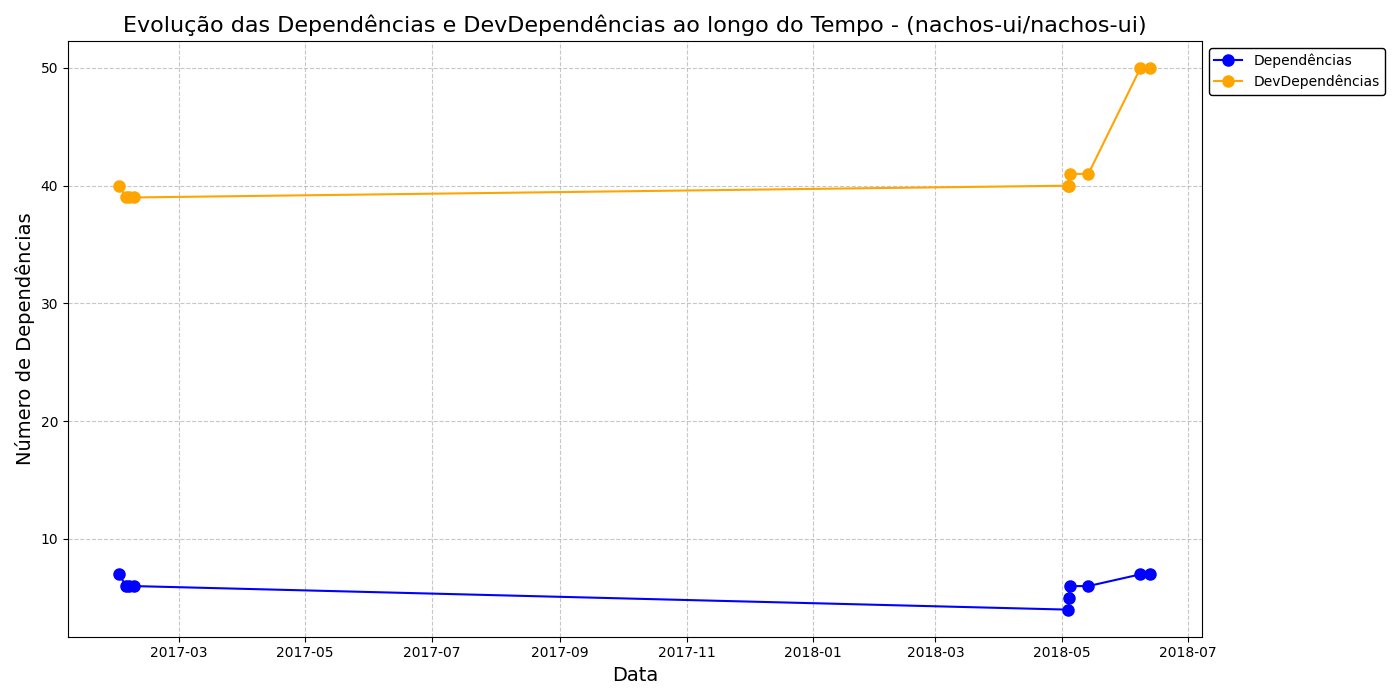 Evolução das Dependências e DevDependências ao longo do Tempo - (nachos-ui/nachos-ui)
Dependências
DevDependências
Número de Dependências
50
40
30
20
10
2017-03
2017-05
2017-07
2017-09
2017-11
2018-01
2018-03
2018-05
2018-07
Data